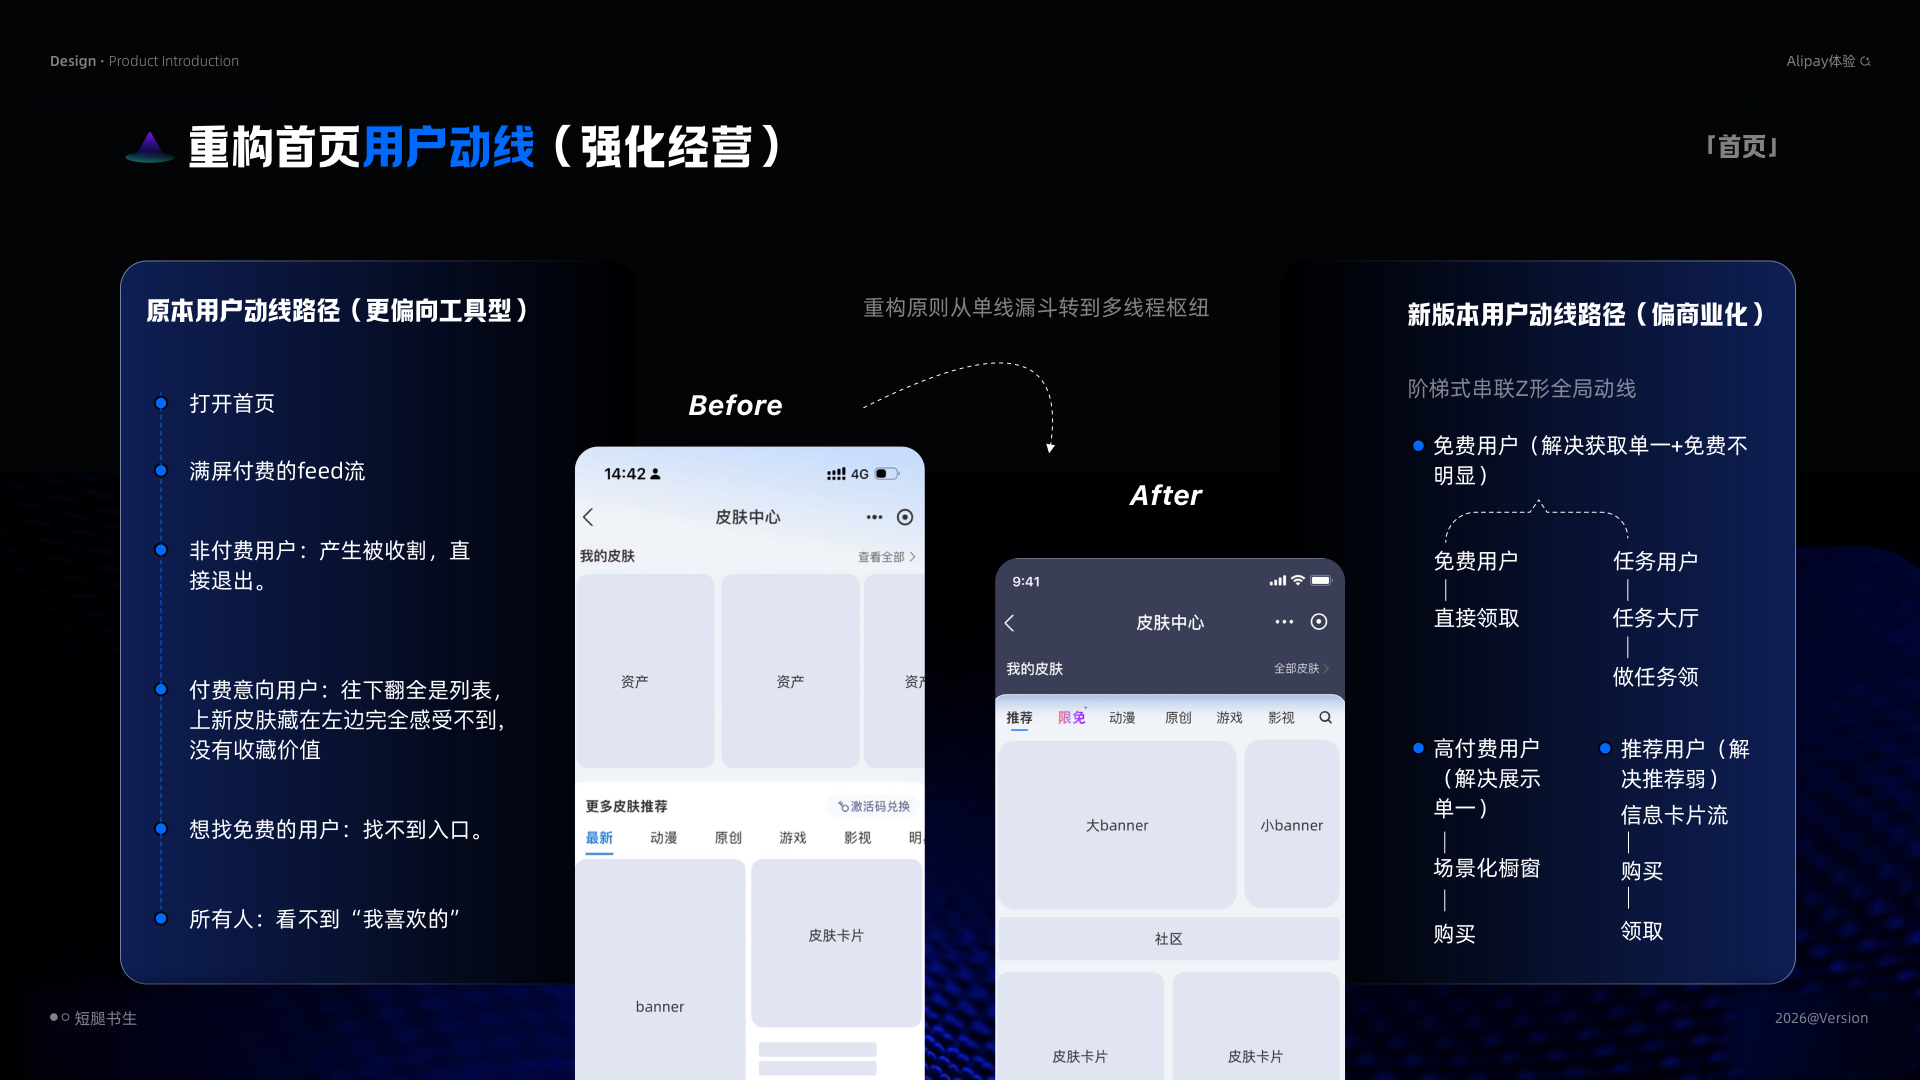 Design · Product Introduction
Alipay体验
重构首页用户动线（强化经营）
「首页」
原本用户动线路径（更偏向工具型）
打开首页
满屏付费的feed流
非付费用户：产生被收割，直
接退出。
付费意向用户：往下翻全是列表，
上新皮肤藏在左边完全感受不到，
没有收藏价值
想找免费的用户：找不到入口。
所有人：看不到“我喜欢的”
重构原则从单线漏斗转到多线程枢纽
Before
After
14:42
4G
皮肤中心
我的皮肤
查看全部
资产
资产
资产
更多皮肤推荐
激活码兑换
最新
动漫
原创
游戏
影视
banner
皮肤卡片
9:41
皮肤中心
我的皮肤
全部皮肤
推荐
限免
动漫
原创
游戏
影视
大banner
小banner
社区
皮肤卡片
皮肤卡片
新版本用户动线路径（偏商业化）
阶梯式串联Z形全局动线
免费用户（解决获取单一+免费不
明显）
免费用户
直接领取
任务用户
任务大厅
做任务领
高付费用户
（解决展示
单一）
场景化橱窗
购买
推荐用户（解
决推荐弱）
信息卡片流
购买
领取
短腿书生
2026@Version